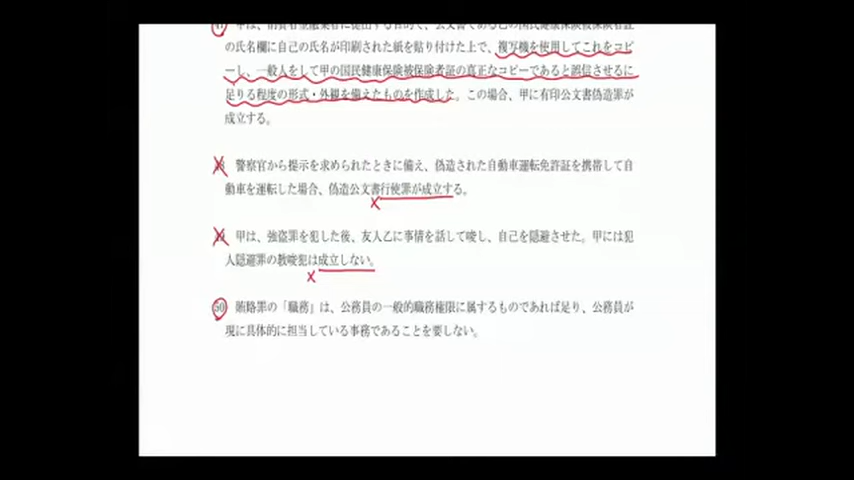 甲は、消費者金融業者に提出する目的で、公文書である乙の国民健康保険被保険者証
の氏名欄に自己の氏名が印刷された紙を貼り付けた上で、複写機を使用してこれをコピ
ーし、一般人をして甲の国民健康保険被保険者証の真正なコピーであると誤信させるに
足りる程度の形式・外観を備えたものを作成した。この場合、甲に有印公文書偽造罪が
成立する。
警察官から提示を求められたときに備え、偽造された自動車運転免許証を携帯して自
動車を運転した場合、偽造公文書行使罪が成立する。
甲は、強盗罪を犯した後、友人乙に事情を話して唆し、自己を隠避させた。甲には犯
人隠避罪の教唆犯は成立しない。
50 賄賂罪の「職務」は、公務員の一般的職務権限に属するものであれば足り、公務員が
現に具体的に担当している事務であることを要しない。